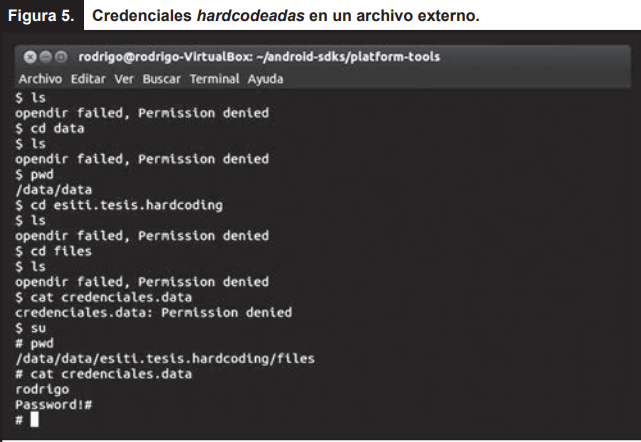 Figura 5. Credenciales hardcodeadas en un archivo externo.
rodrigo@rodrigo-VirtualBox: ~/android-sdks/platform-tools
Archivo Editar Ver Buscar Terminal Ayuda
$ ls
opendir failed, Permission denied
$ cd data
$ ls
opendir failed, Permission denied
$ pwd
/data/data
$ cd esiti.tesis.hardcoding
$ ls
opendir failed, Permission denied
$ cd files
$ ls
opendir failed, Permission denied
$ cat credenciales.data
credenciales.data: Permission denied
$ su
# pwd
/data/data/esiti.tesis.hardcoding/files
# cat credenciales.data
rodrigo
Password!#
#